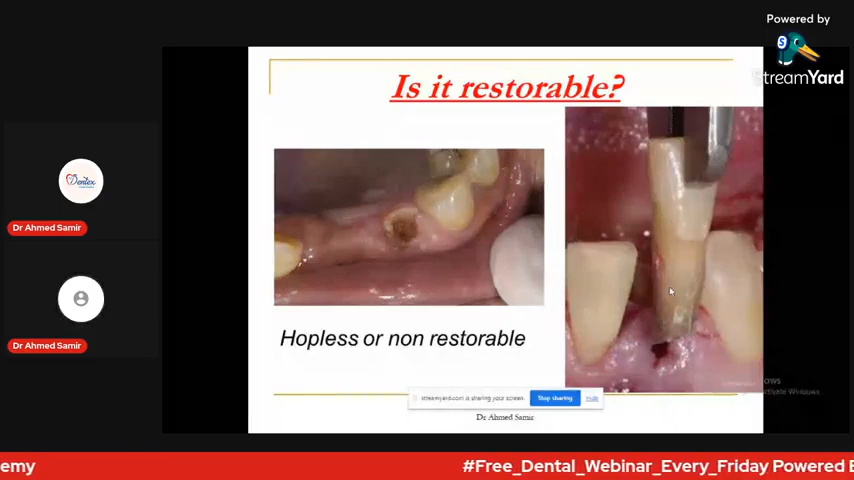 Powered by
StreamYard
Is it restorable?
Dentex
Dr Ahmed Samir
Hopless or non restorable
Dr Ahmed Samir
streamyard.com is sharing your screen.
Stop sharing
Hide
Dr Ahmed Samir
emy
#Free_Dental_Webinar_Every_Friday Powered B